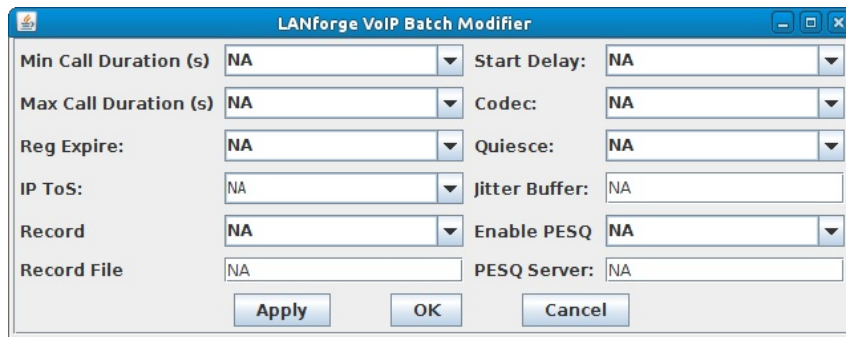 LANforge VoIP Batch Modifier
Min Call Duration (s) NA Start Delay: NA
Max Call Duration (s) NA Codec: NA
Reg Expire: NA Quiesce: NA
IP ToS: NA Jitter Buffer: NA
Record NA Enable PESQ NA
Record File NA PESQ Server: NA
Apply OK Cancel